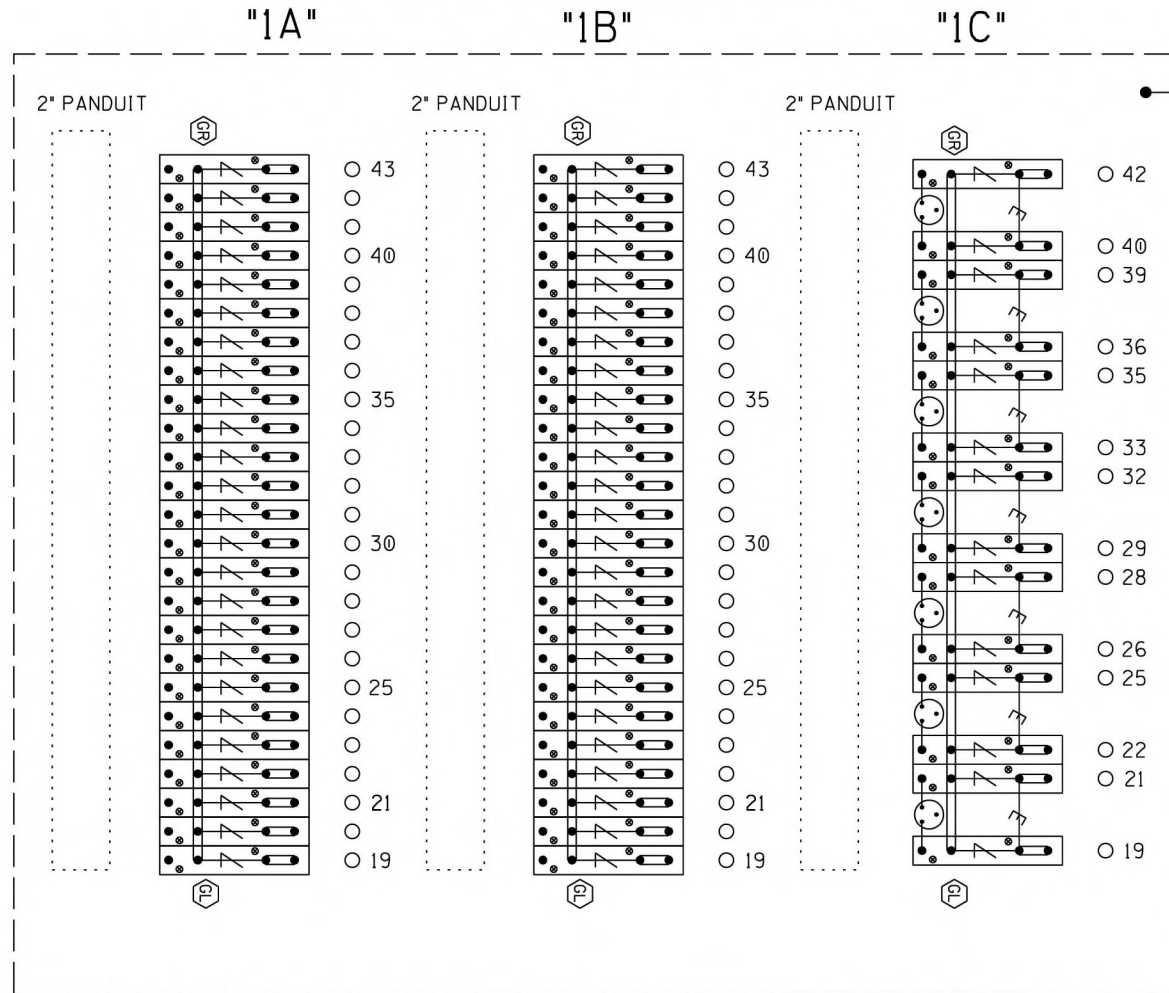 "1A" "1B" "1C"
2" PANDUIT 2" PANDUIT 2" PANDUIT
GR GR GR
43 43 42
40 40 40
39
36
35 35 35
33
32
30 30 29
28
26
25 25 25
22
21 21 21
19 19 19
GL GL GL